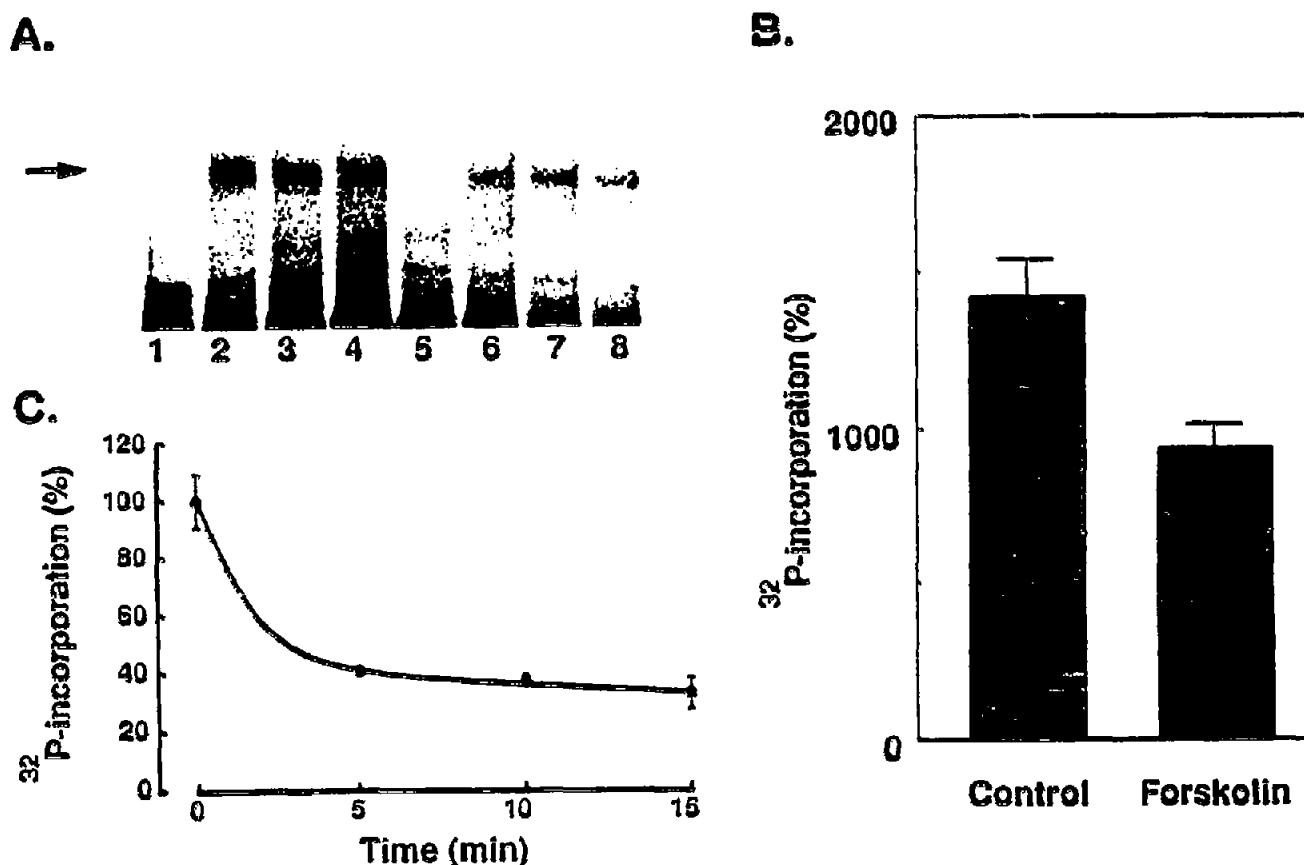 A.
B.
1 2 3 4 5 6 7 8
C.
120
100
80
60
40
20
0
32P-incorporation (%)
0 5 10 15
Time (min)
2000
1000
0
32P-incorporation (%)
Control Forskolin